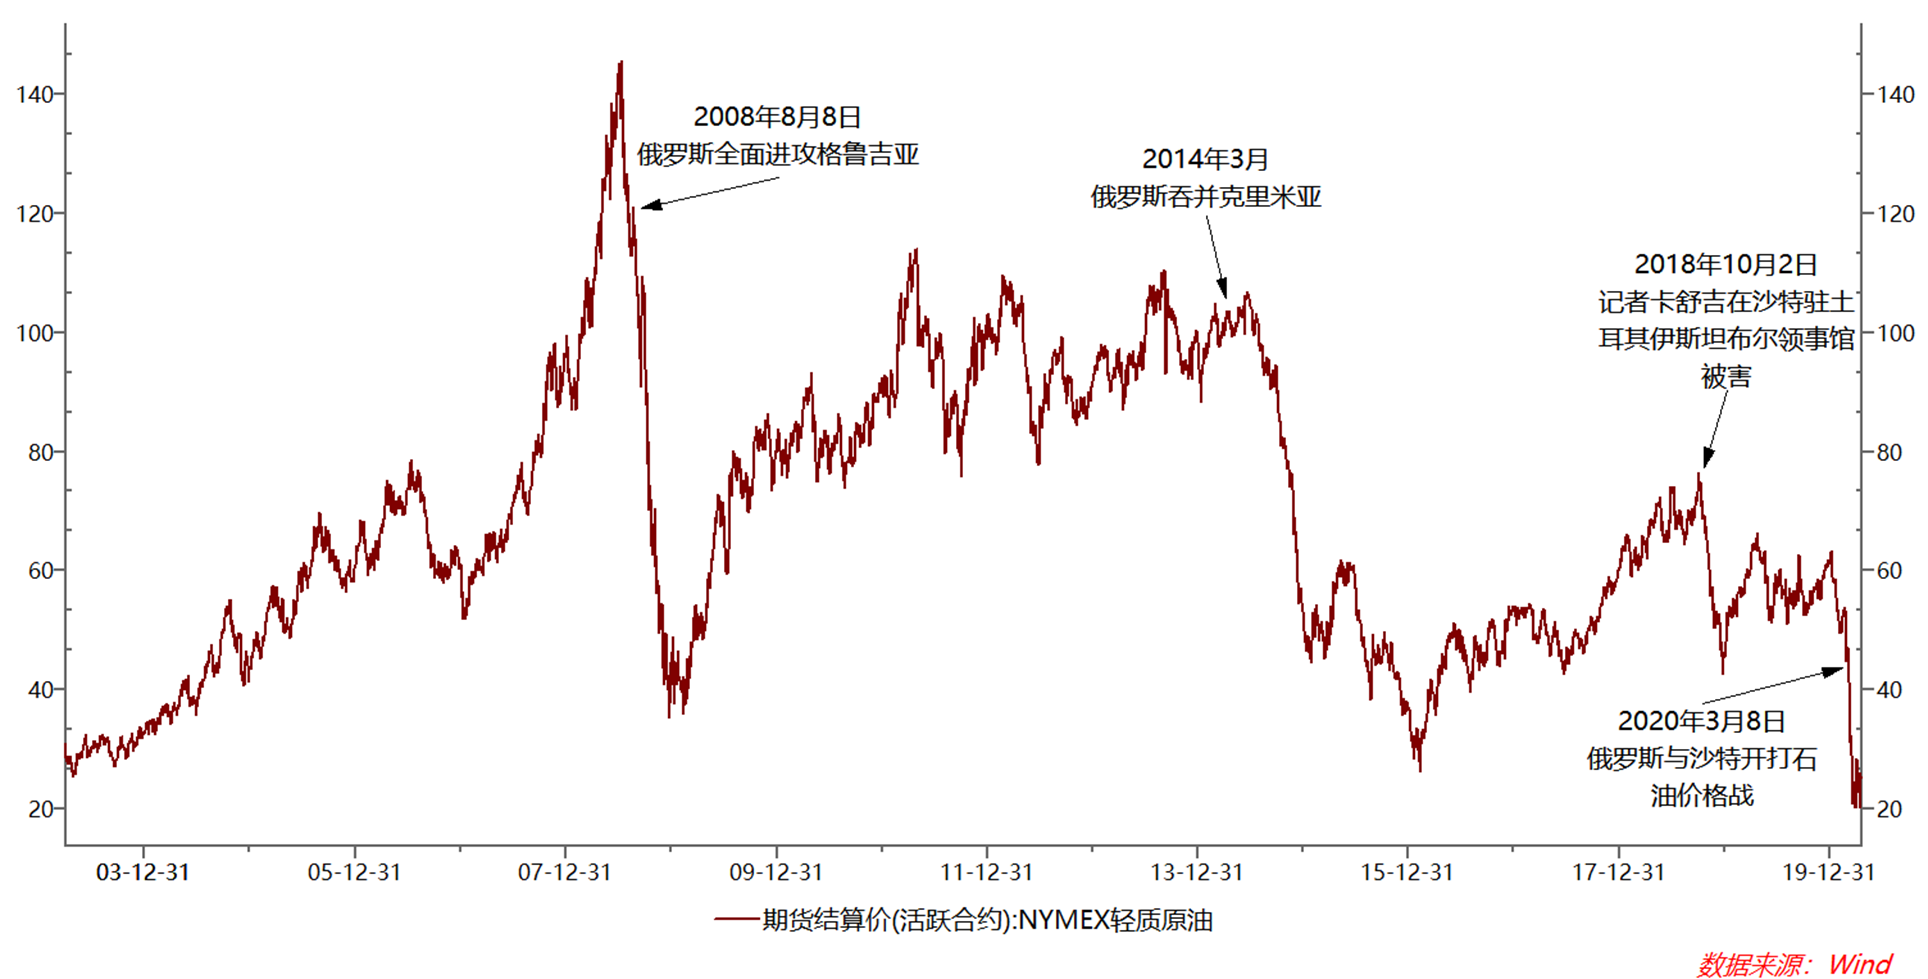 140
120
100
80
60
40
20
2008年8月8日
俄罗斯全面进攻格鲁吉亚
2014年3月
俄罗斯吞并克里米亚
2018年10月2日
记者卡舒吉在沙特驻土
耳其伊斯坦布尔领事馆
被害
2020年3月8日
俄罗斯与沙特开打石
油价格战
140
120
100
80
60
40
20
03-12-31 05-12-31 07-12-31 09-12-31 11-12-31 13-12-31 15-12-31 17-12-31 19-12-31
期货结算价(活跃合约):NYMEX轻质原油
数据来源：Wind